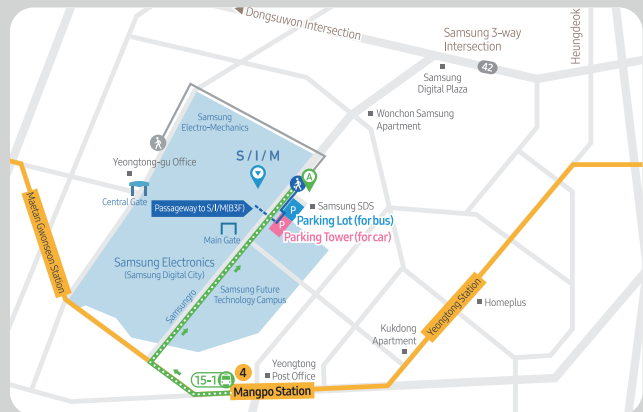 Dongsuwon Intersection
Samsung 3-way
Intersection
Heungdeok
42
Samsung
Digital Plaza
Samsung
Electro-Mechanics
Wonchon Samsung
Apartment
S / I / M
Yeongtong-gu Office
A
Central Gate
Passageway to S/I/M(B3F)
P
Samsung SDS
Parking Lot (for bus)
P
Parking Tower (for car)
Main Gate
Maetan Gwonseon Station
Samsung Electronics
(Samsung Digital City)
Samsung Future
Technology Campus
Samsungro
Yeongtong Station
Homeplus
Kukdong
Apartment
Yeongtong
Post Office
15-1
4
Mangpo Station